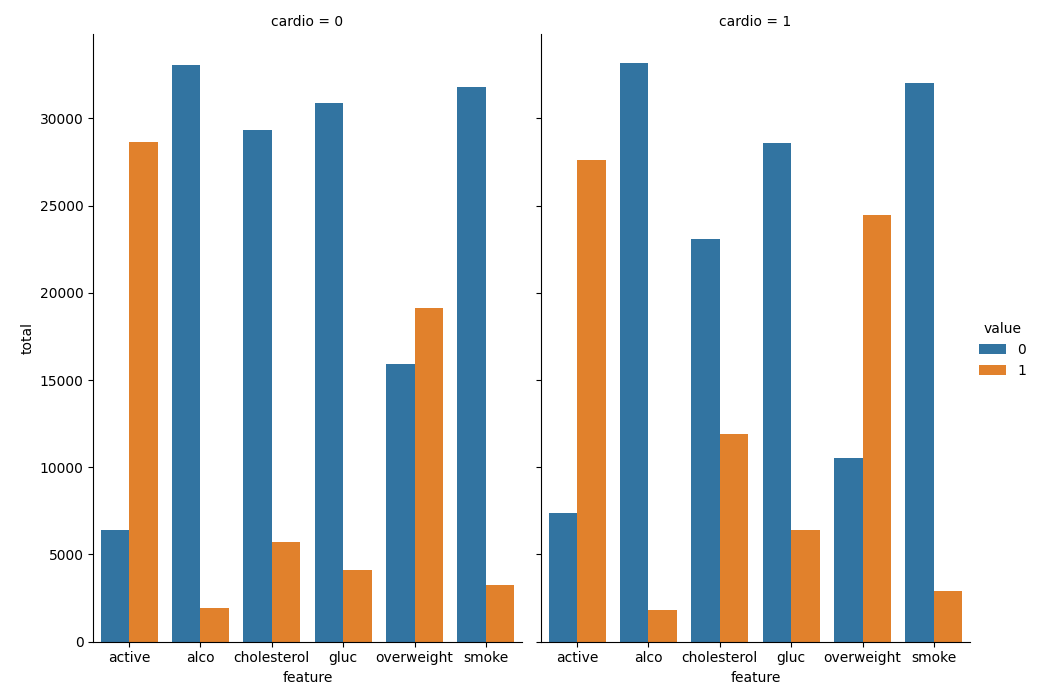 cardio = 0
cardio = 1
30000
25000
20000
15000
10000
5000
0
total
active alco cholesterol gluc overweight smoke
feature
active alco cholesterol gluc overweight smoke
feature
value
0
1